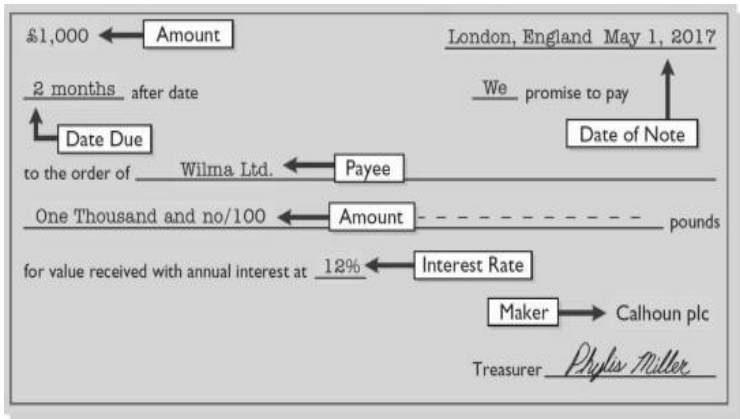 £1,000 Amount London, England May 1, 2017
2 months after date We promise to pay
Date Due Date of Note
to the order of Wilma Ltd. Payee
One Thousand and no/100 Amount pounds
for value received with annual interest at 12% Interest Rate
Maker Calhoun plc
Treasurer Phylis Miller